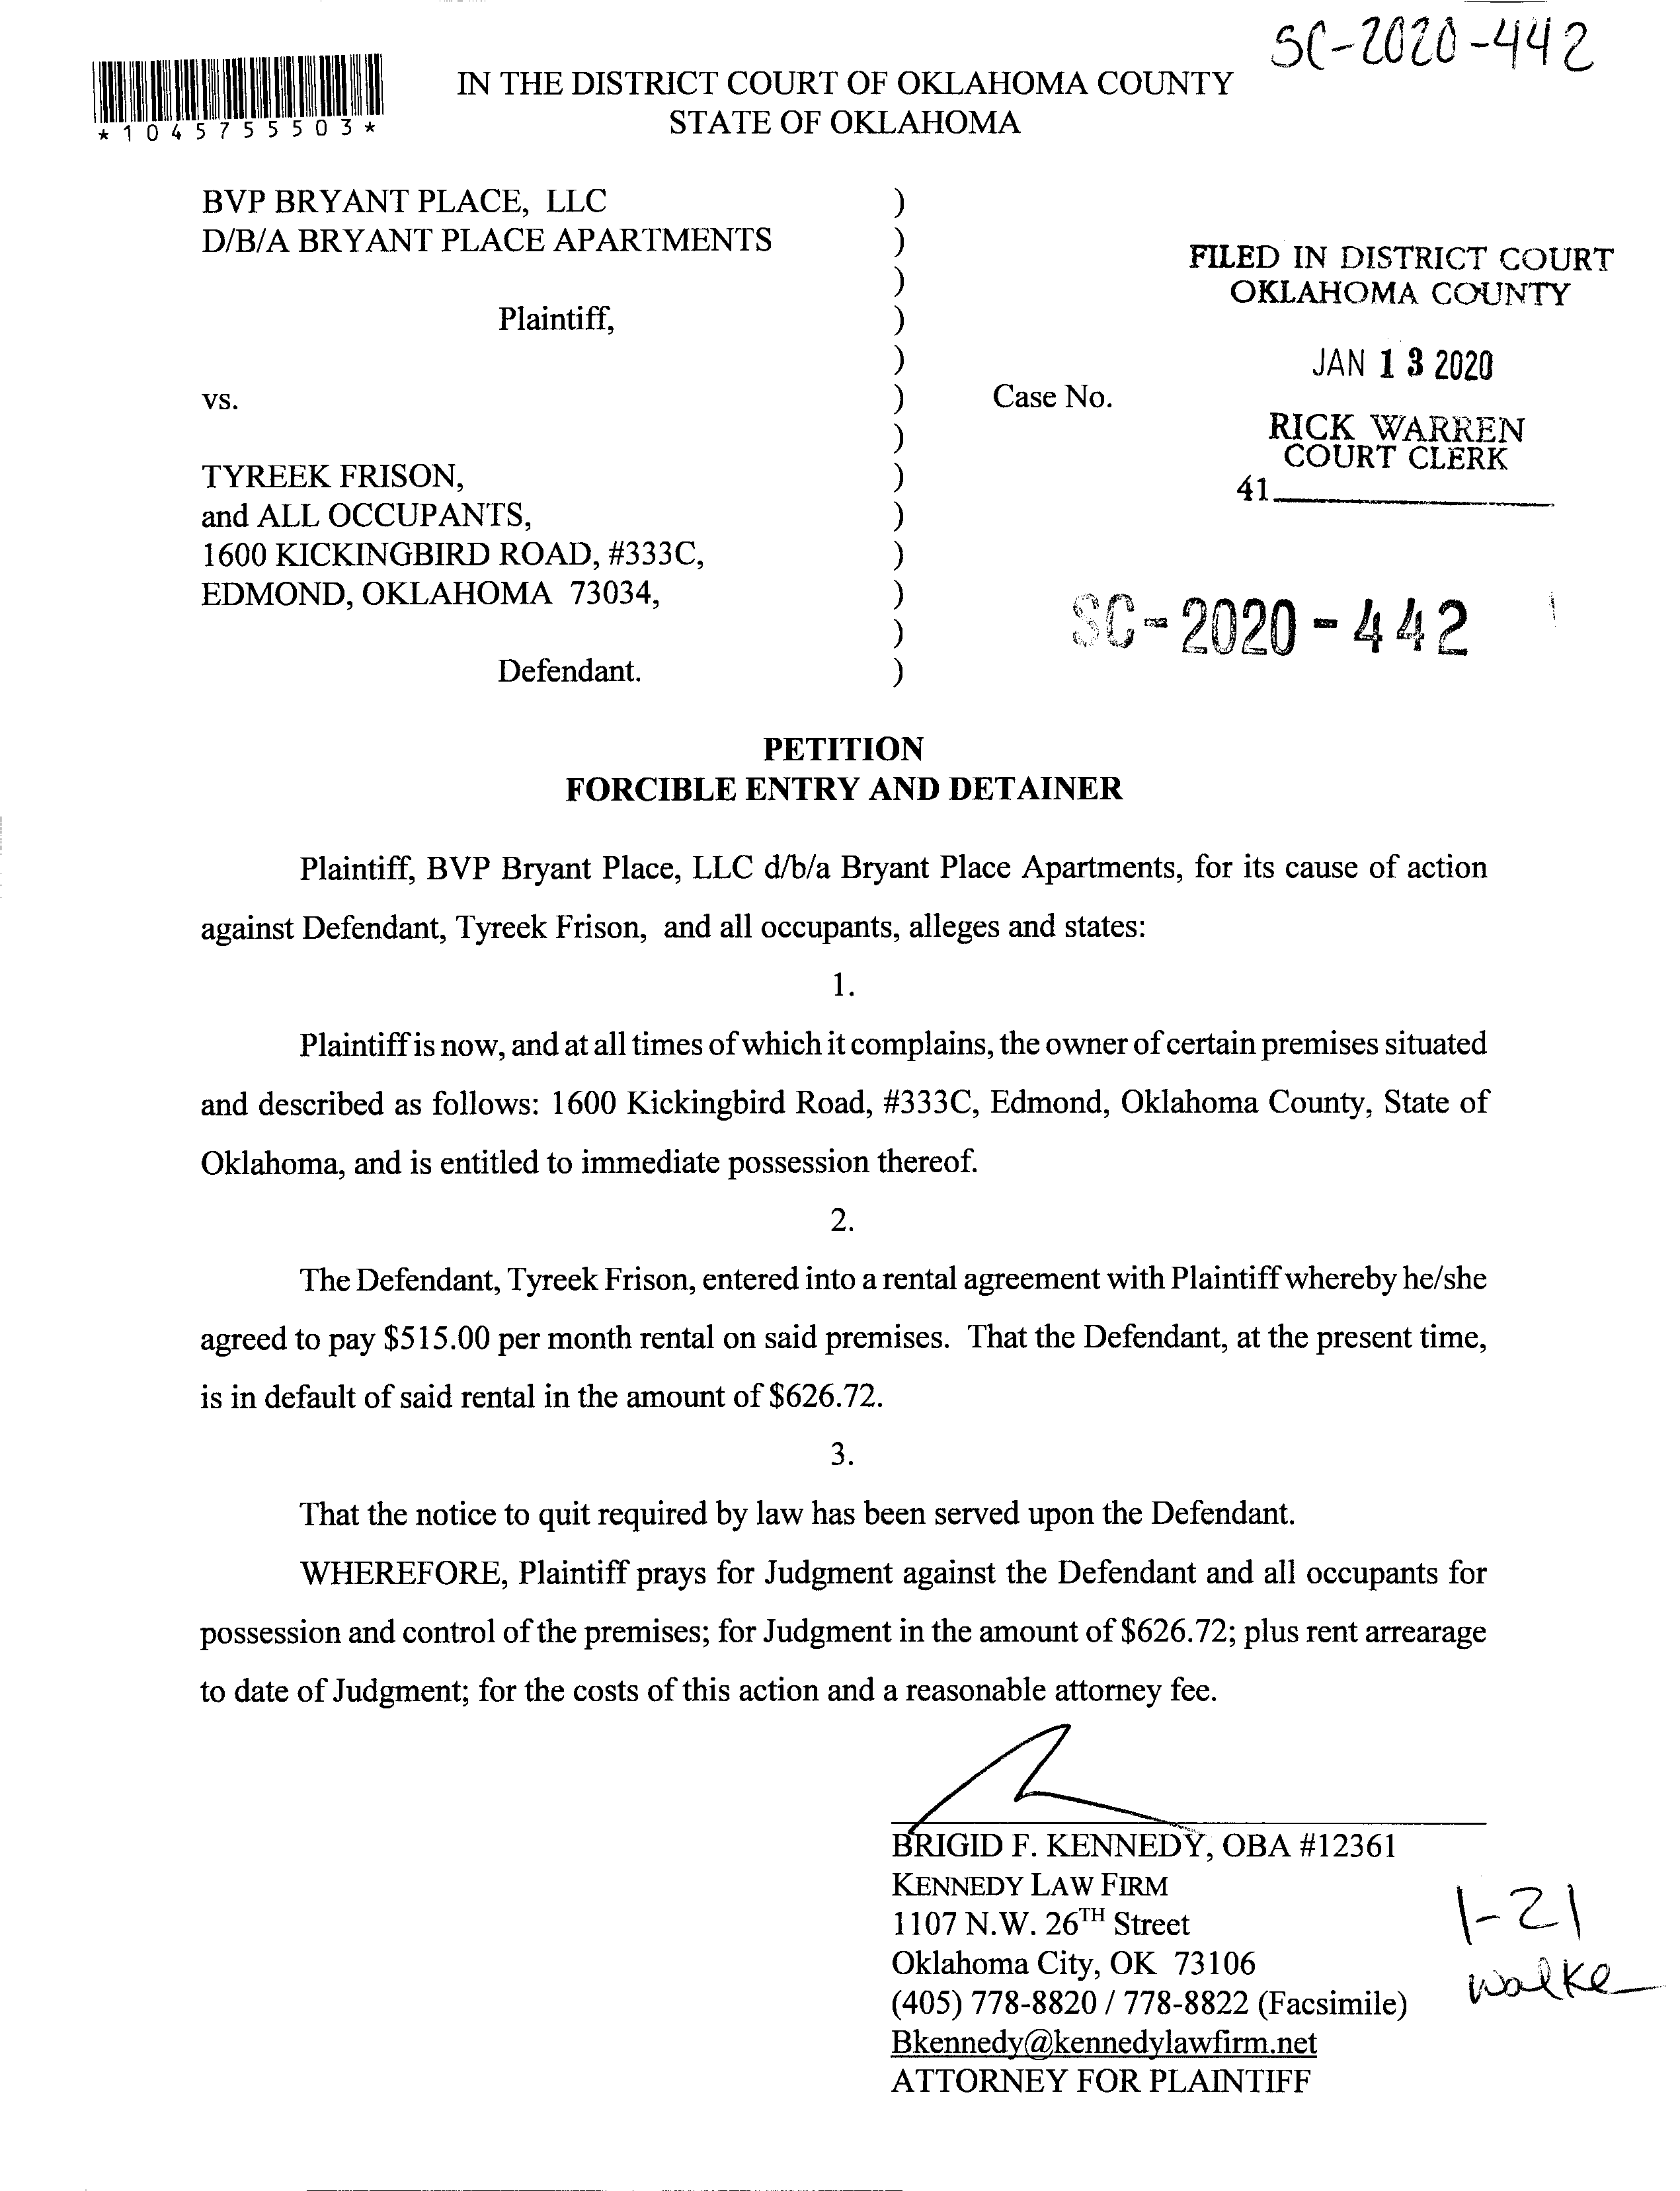 SC-2020-442
*1045755503*
IN THE DISTRICT COURT OF OKLAHOMA COUNTY
STATE OF OKLAHOMA
BVP BRYANT PLACE, LLC )
D/B/A BRYANT PLACE APARTMENTS )
)
Plaintiff, )
)
vs. )
)
TYREEK FRISON, )
and ALL OCCUPANTS, )
1600 KICKINGBIRD ROAD, #333C, )
EDMOND, OKLAHOMA 73034, )
)
Defendant. )
FILED IN DISTRICT COURT
OKLAHOMA COUNTY
JAN 13 2020
Case No.
RICK WARREN
COURT CLERK
41
SC-2020-442
PETITION
FORCIBLE ENTRY AND DETAINER
Plaintiff, BVP Bryant Place, LLC d/b/a Bryant Place Apartments, for its cause of action
against Defendant, Tyreek Frison, and all occupants, alleges and states:
1.
Plaintiff is now, and at all times of which it complains, the owner of certain premises situated
and described as follows: 1600 Kickingbird Road, #333C, Edmond, Oklahoma County, State of
Oklahoma, and is entitled to immediate possession thereof.
2.
The Defendant, Tyreek Frison, entered into a rental agreement with Plaintiff whereby he/she
agreed to pay $515.00 per month rental on said premises. That the Defendant, at the present time,
is in default of said rental in the amount of $626.72.
3.
That the notice to quit required by law has been served upon the Defendant.
WHEREFORE, Plaintiff prays for Judgment against the Defendant and all occupants for
possession and control of the premises; for Judgment in the amount of $626.72; plus rent arrearage
to date of Judgment; for the costs of this action and a reasonable attorney fee.
BRIGID F. KENNEDY, OBA #12361
KENNEDY LAW FIRM
1107 N.W. 26TH Street
Oklahoma City, OK 73106
(405) 778-8820 / 778-8822 (Facsimile)
Bkennedy@kennedylawfirm.net
ATTORNEY FOR PLAINTIFF
1-21
walke